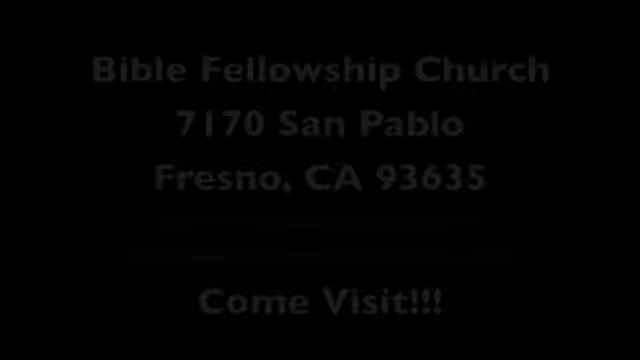 Bible Fellowship Church
7170 San Pablo
Fresno, CA 93635
Come Visit!!!